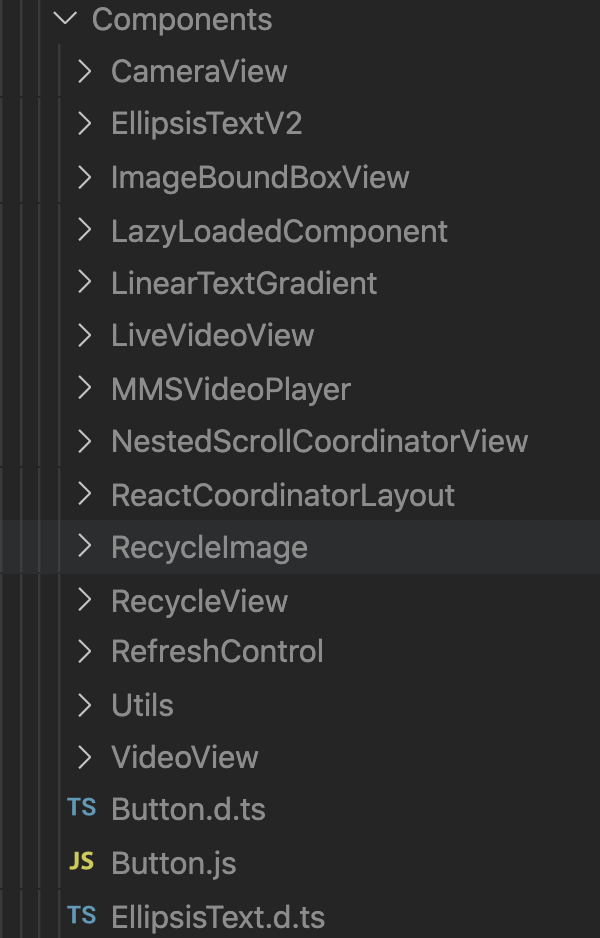 Components
CameraView
EllipsisTextV2
ImageBoundBoxView
LazyLoadedComponent
LinearTextGradient
LiveVideoView
MMSVideoPlayer
NestedScrollCoordinatorView
ReactCoordinatorLayout
RecycleImage
RecycleView
RefreshControl
Utils
VideoView
TS Button.d.ts
JS Button.js
TS EllipsisText.d.ts